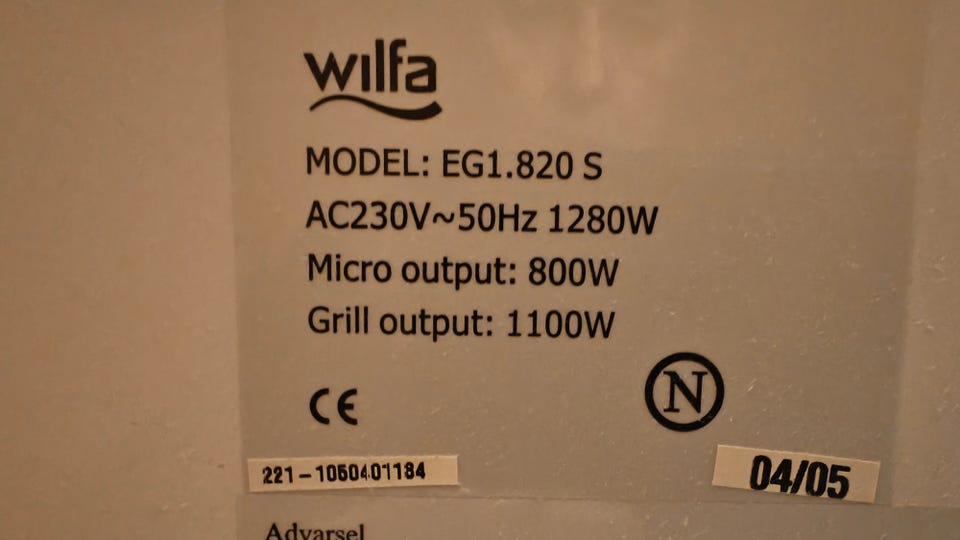 wilfa
MODEL: EG1.820 S
AC230V~50Hz 1280W
Micro output: 800W
Grill output: 1100W
CE
N
221-1050401184
04/05
Advarsel